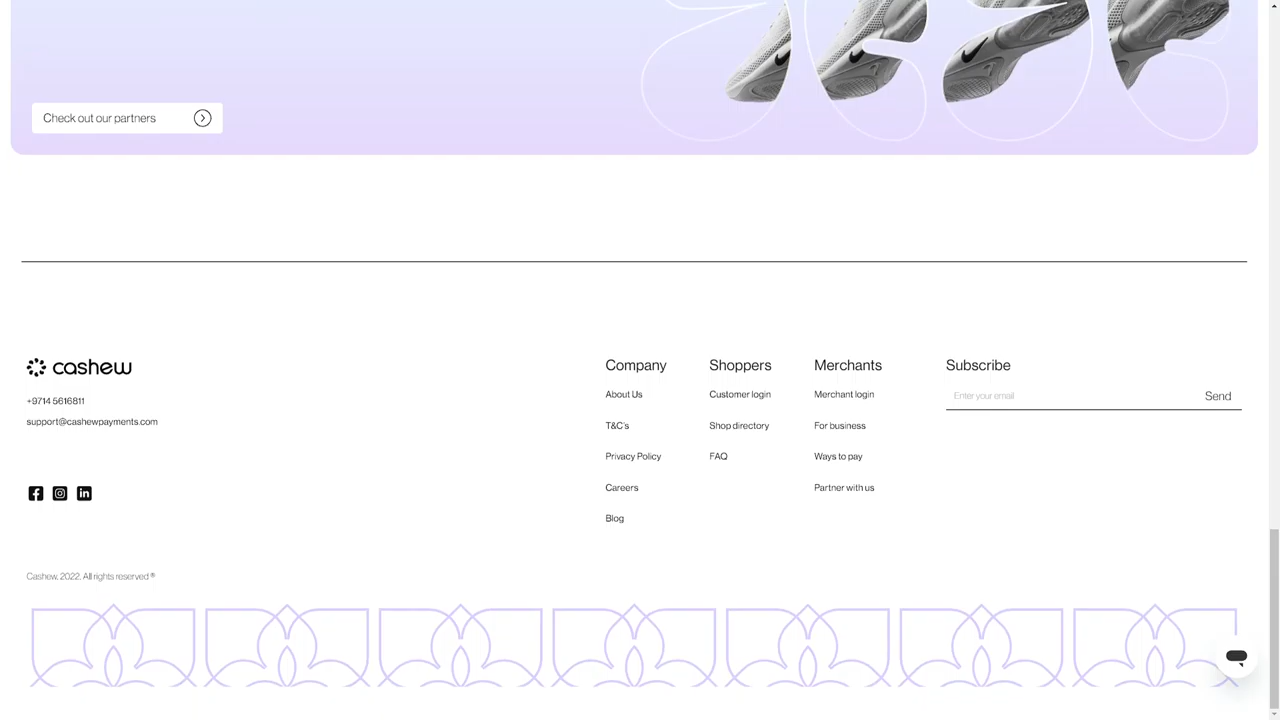 Check out our partners
cashew
+9714 5616811
support@cashewpayments.com
Company
About Us
T&C's
Privacy Policy
Careers
Blog
Shoppers
Customer login
Shop directory
FAQ
Merchants
Merchant login
For business
Ways to pay
Partner with us
Subscribe
Enter your email
Send
Cashew. 2022. All rights reserved ®